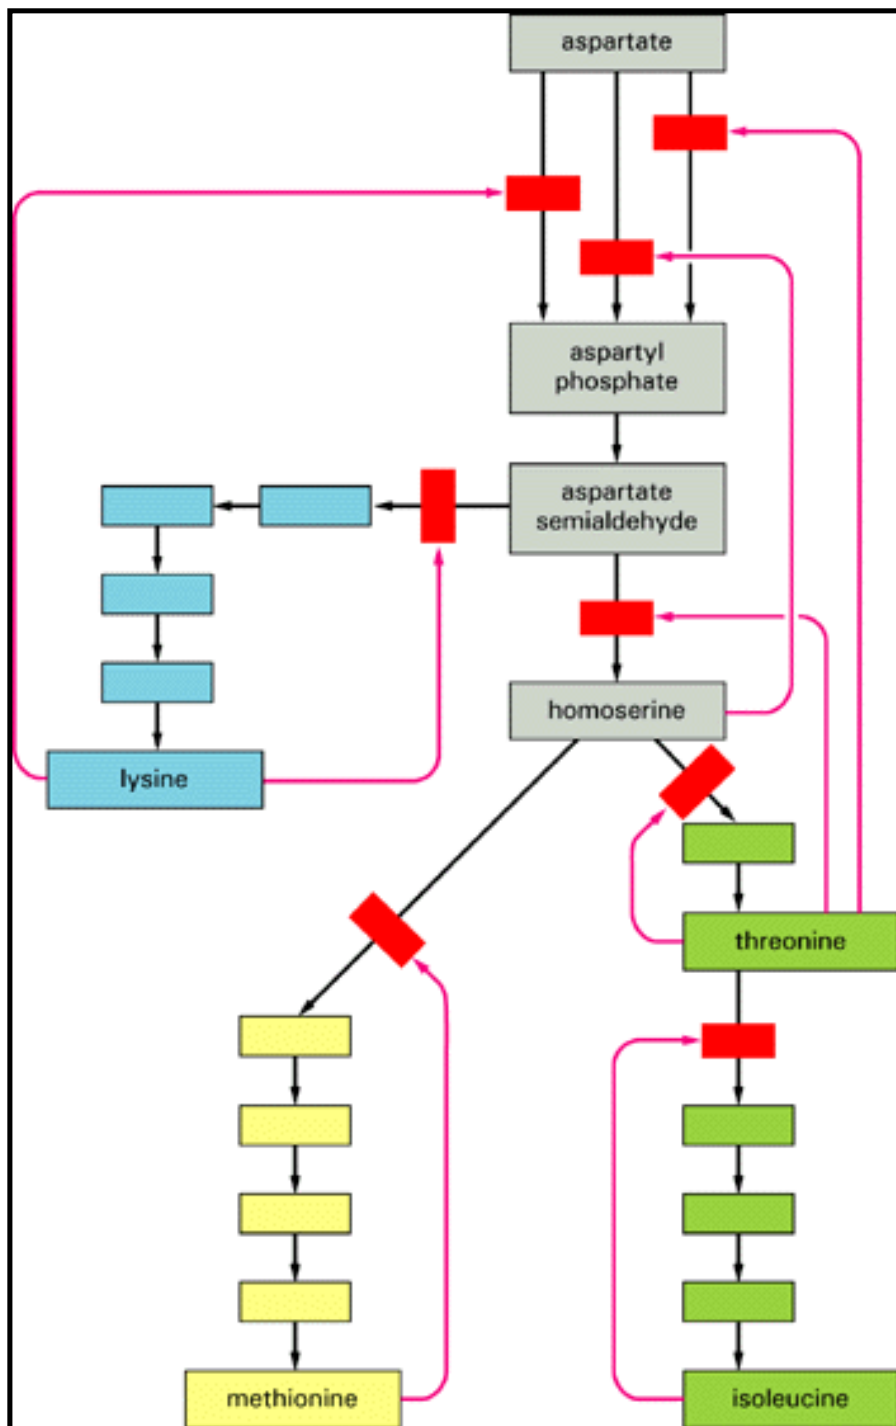 aspartate
aspartyl
phosphate
aspartate
semialdehyde
homoserine
lysine
threonine
methionine
isoleucine